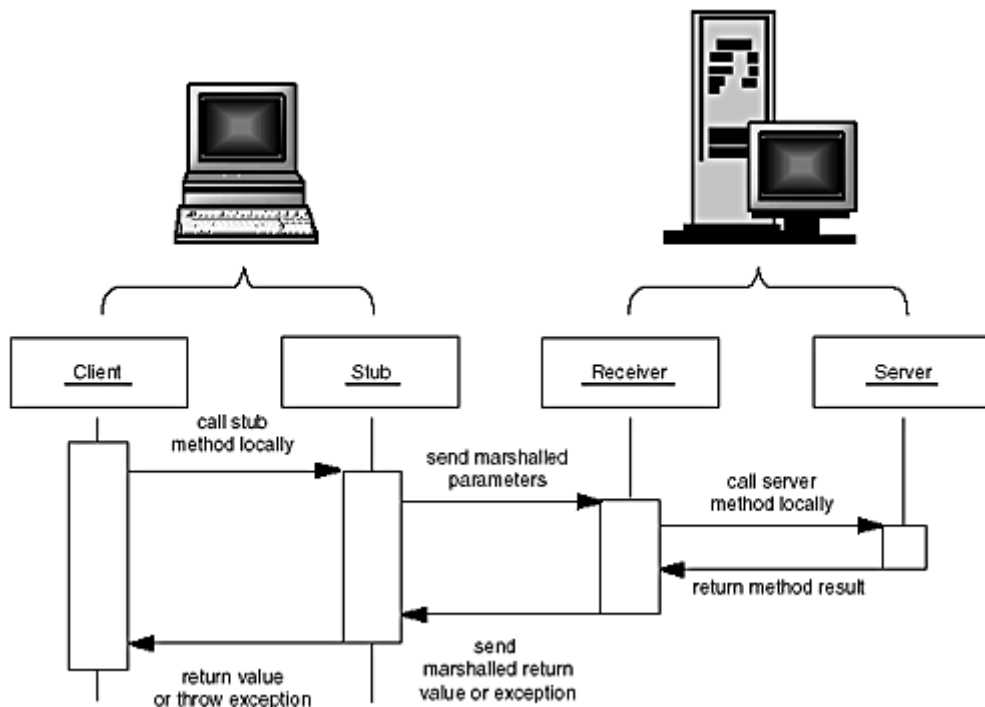 Client
Stub
Receiver
Server
call stub
method locally
send marshalled
parameters
call server
method locally
return method result
send
marshalled return
value or exception
return value
or throw exception